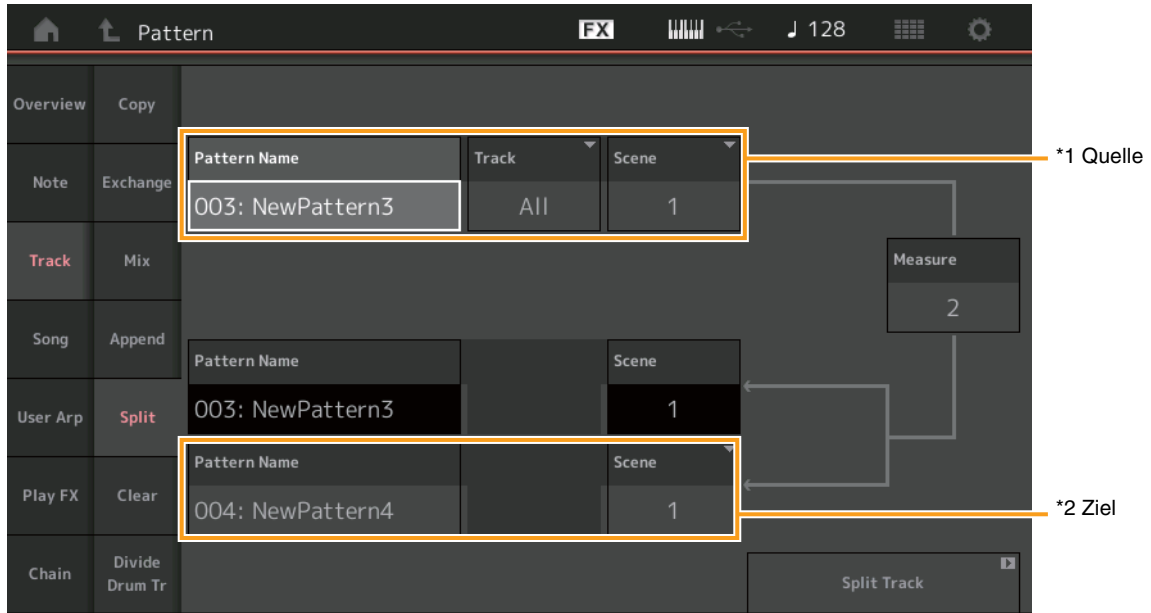 Pattern
FX
♩ 128
Overview
Copy
Note
Exchange
Track
Mix
Song
Append
User Arp
Split
Play FX
Clear
Chain
Divide
Drum Tr
Pattern Name
Track
Scene
003: NewPattern3
All
1
*1 Quelle
Measure
2
Pattern Name
Scene
003: NewPattern3
1
Pattern Name
Scene
004: NewPattern4
1
*2 Ziel
Split Track